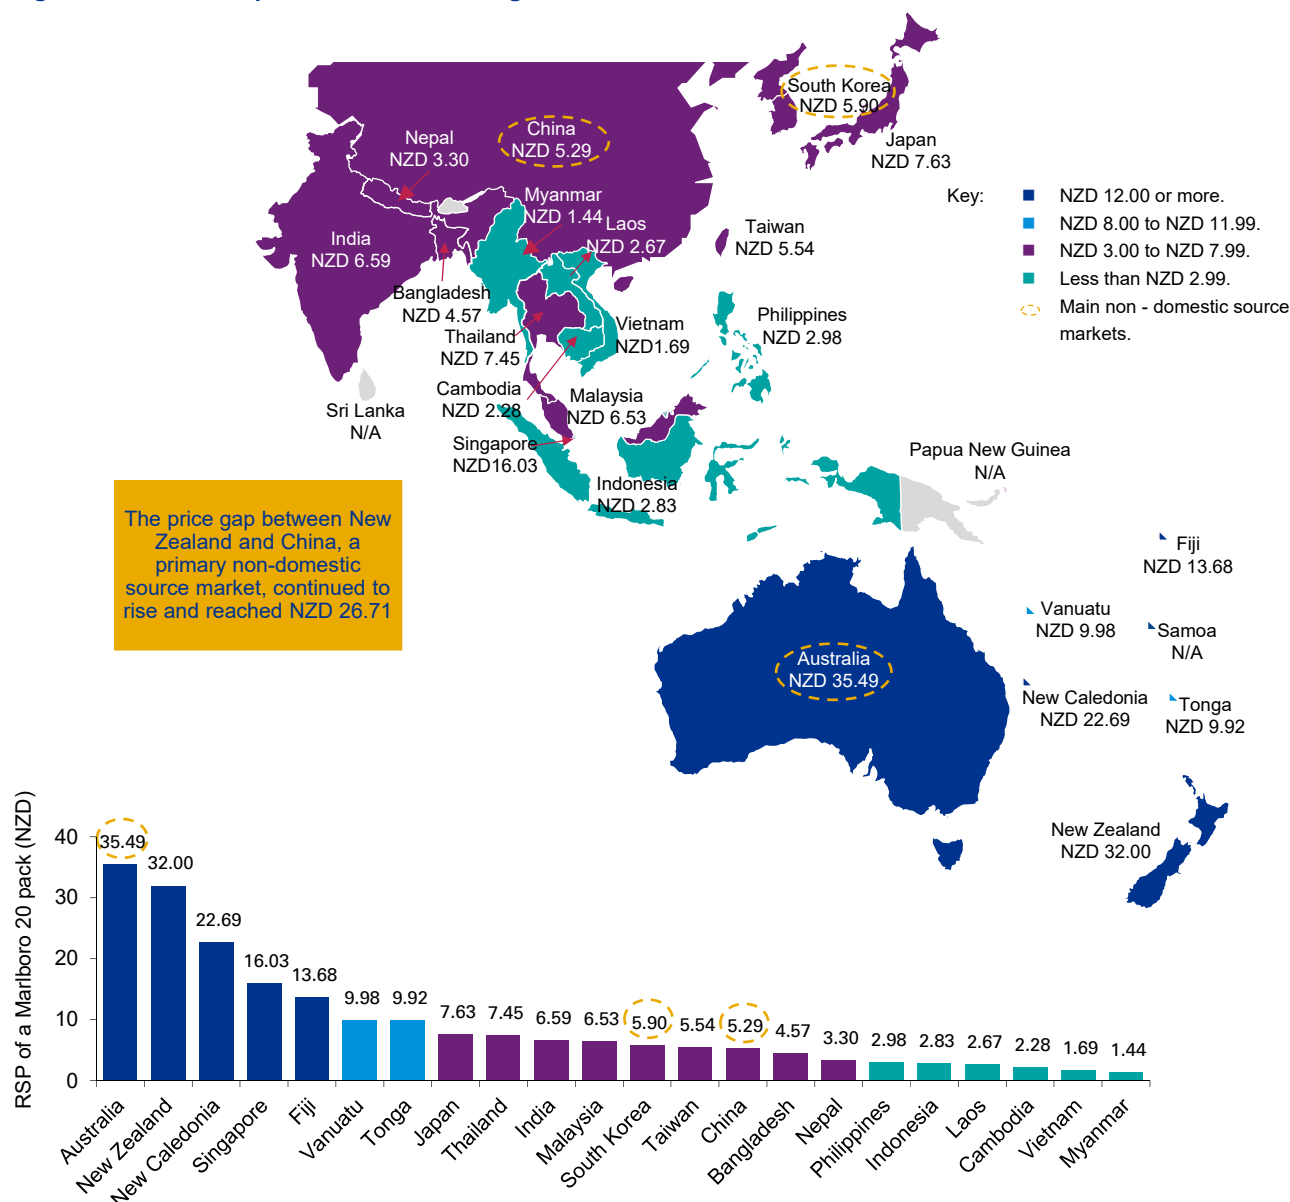 South Korea
NZD 5.90
Japan
NZD 7.63
China
NZD 5.29
Nepal
NZD 3.30
Myanmar
NZD 1.44
Laos
NZD 2.67
Taiwan
NZD 5.54
India
NZD 6.59
Bangladesh
NZD 4.57
Thailand
NZD 7.45
Vietnam
NZD1.69
Philippines
NZD 2.98
Cambodia
NZD 2.28
Malaysia
NZD 6.53
Sri Lanka
N/A
Singapore
NZD16.03
Indonesia
NZD 2.83
Papua New Guinea
N/A
Key:
NZD 12.00 or more.
NZD 8.00 to NZD 11.99.
NZD 3.00 to NZD 7.99.
Less than NZD 2.99.
Main non - domestic source
markets.
The price gap between New
Zealand and China, a
primary non-domestic
source market, continued to
rise and reached NZD 26.71
Fiji
NZD 13.68
Vanuatu
NZD 9.98
Samoa
N/A
Australia
NZD 35.49
New Caledonia
NZD 22.69
Tonga
NZD 9.92
New Zealand
NZD 32.00
RSP of a Marlboro 20 pack (NZD)
40
30
20
10
0
35.49
32.00
22.69
16.03
13.68
9.98
9.92
7.63
7.45
6.59
6.53
5.90
5.54
5.29
4.57
3.30
2.98
2.83
2.67
2.28
1.69
1.44
Australia
New Zealand
New Caledonia
Singapore
Fiji
Vanuatu
Tonga
Japan
Thailand
India
Malaysia
South Korea
Taiwan
China
Bangladesh
Nepal
Philippines
Indonesia
Laos
Cambodia
Vietnam
Myanmar